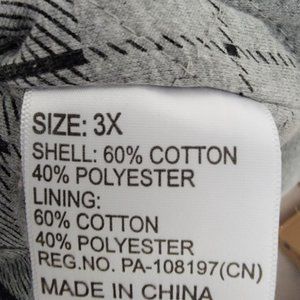 SIZE: 3X
SHELL: 60% COTTON
40% POLYESTER
LINING:
60% COTTON
40% POLYESTER
REG.NO. PA-108197(CN)
MADE IN CHINA